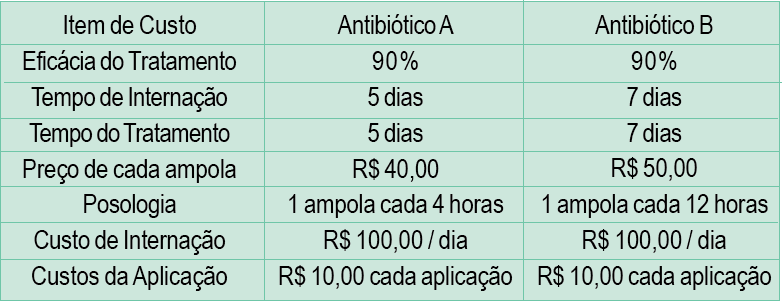 Item de Custo Antibiótico A Antibiótico B
Eficácia do Tratamento 90% 90%
Tempo de Internação 5 dias 7 dias
Tempo do Tratamento 5 dias 7 dias
Preço de cada ampola R$ 40,00 R$ 50,00
Posologia 1 ampola cada 4 horas 1 ampola cada 12 horas
Custo de Internação R$ 100,00 / dia R$ 100,00 / dia
Custos da Aplicação R$ 10,00 cada aplicação R$ 10,00 cada aplicação